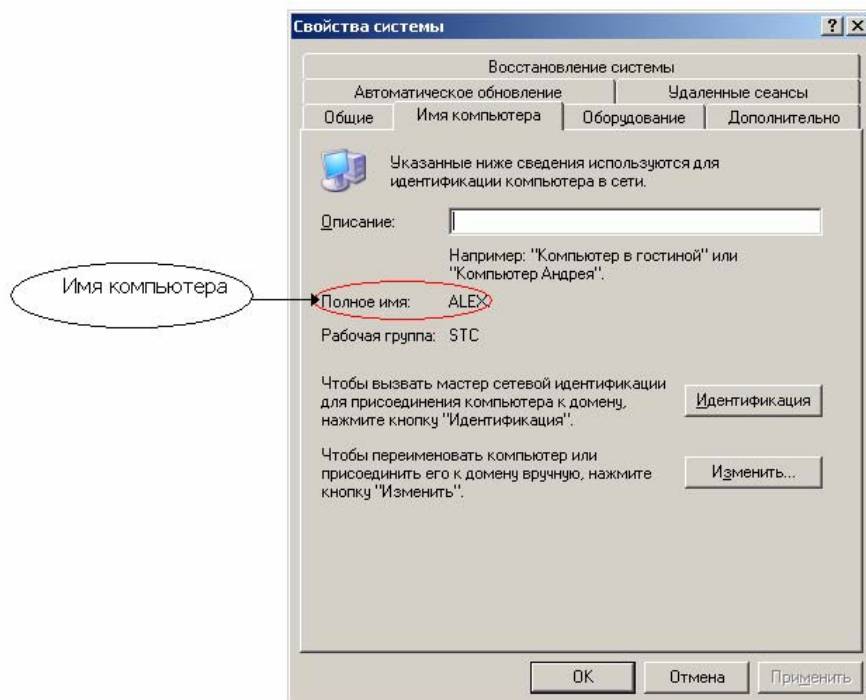 Свойства системы
Восстановление системы
Автоматическое обновление
Удаленные сеансы
Общие
Имя компьютера
Оборудование
Дополнительно
Указанные ниже сведения используются для
идентификации компьютера в сети.
Описание:
Например: "Компьютер в гостиной" или
"Компьютер Андрея".
Имя компьютера
Полное имя: ALEX.
Рабочая группа: STC
Чтобы вызвать мастер сетевой идентификации
для присоединения компьютера к домену,
нажмите кнопку "Идентификация".
Идентификация
Чтобы переименовать компьютер или
присоединить его к домену вручную, нажмите
кнопку "Изменить".
Изменить...
OK
Отмена
Применить